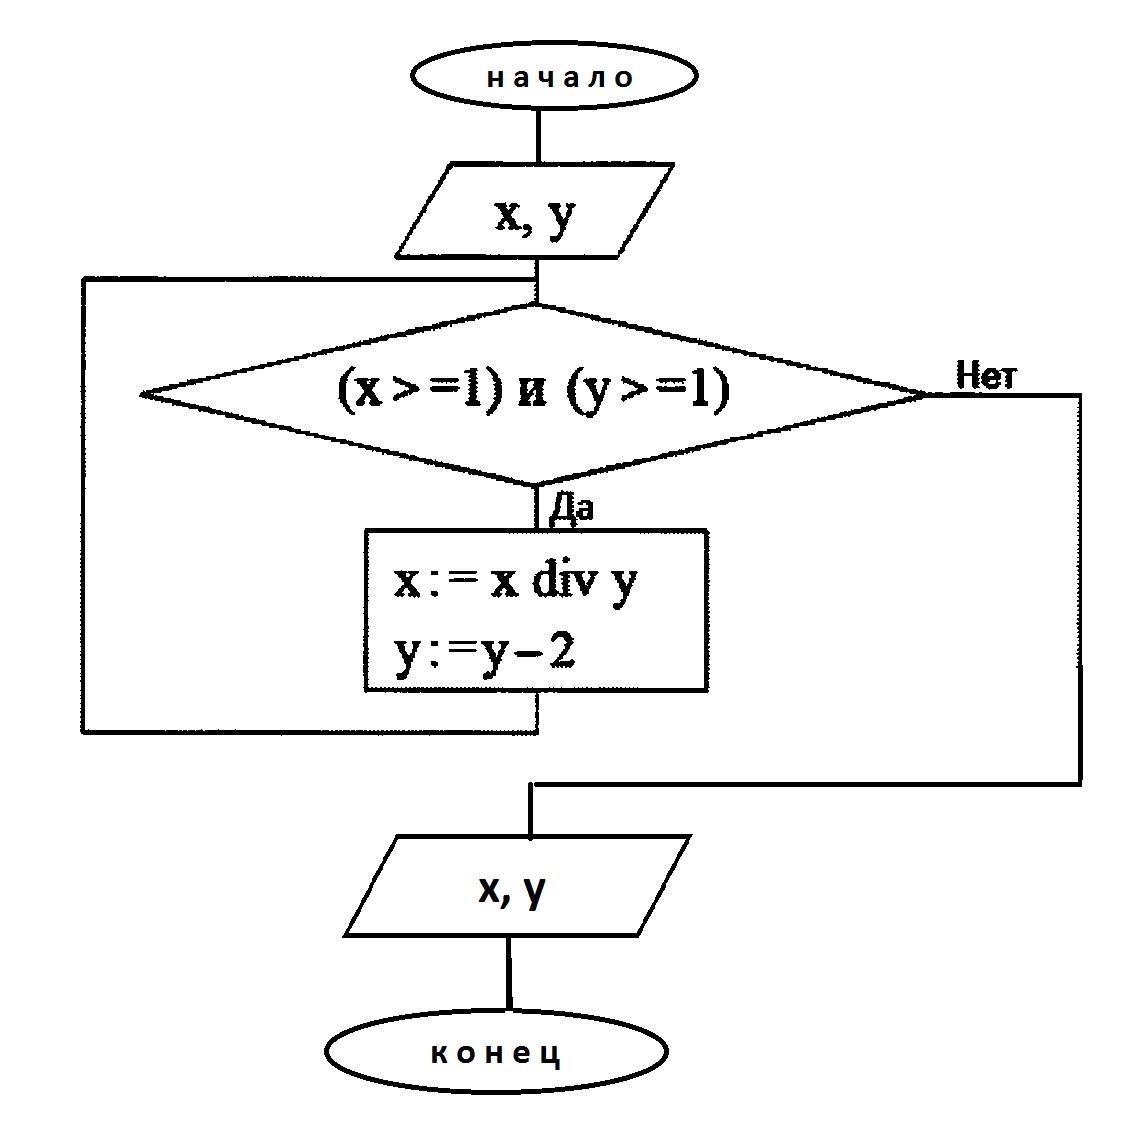 начало
x, y
(x >=1) и (y >=1)
Нет
Да
x := x div y
y :=y – 2
x, y
конец